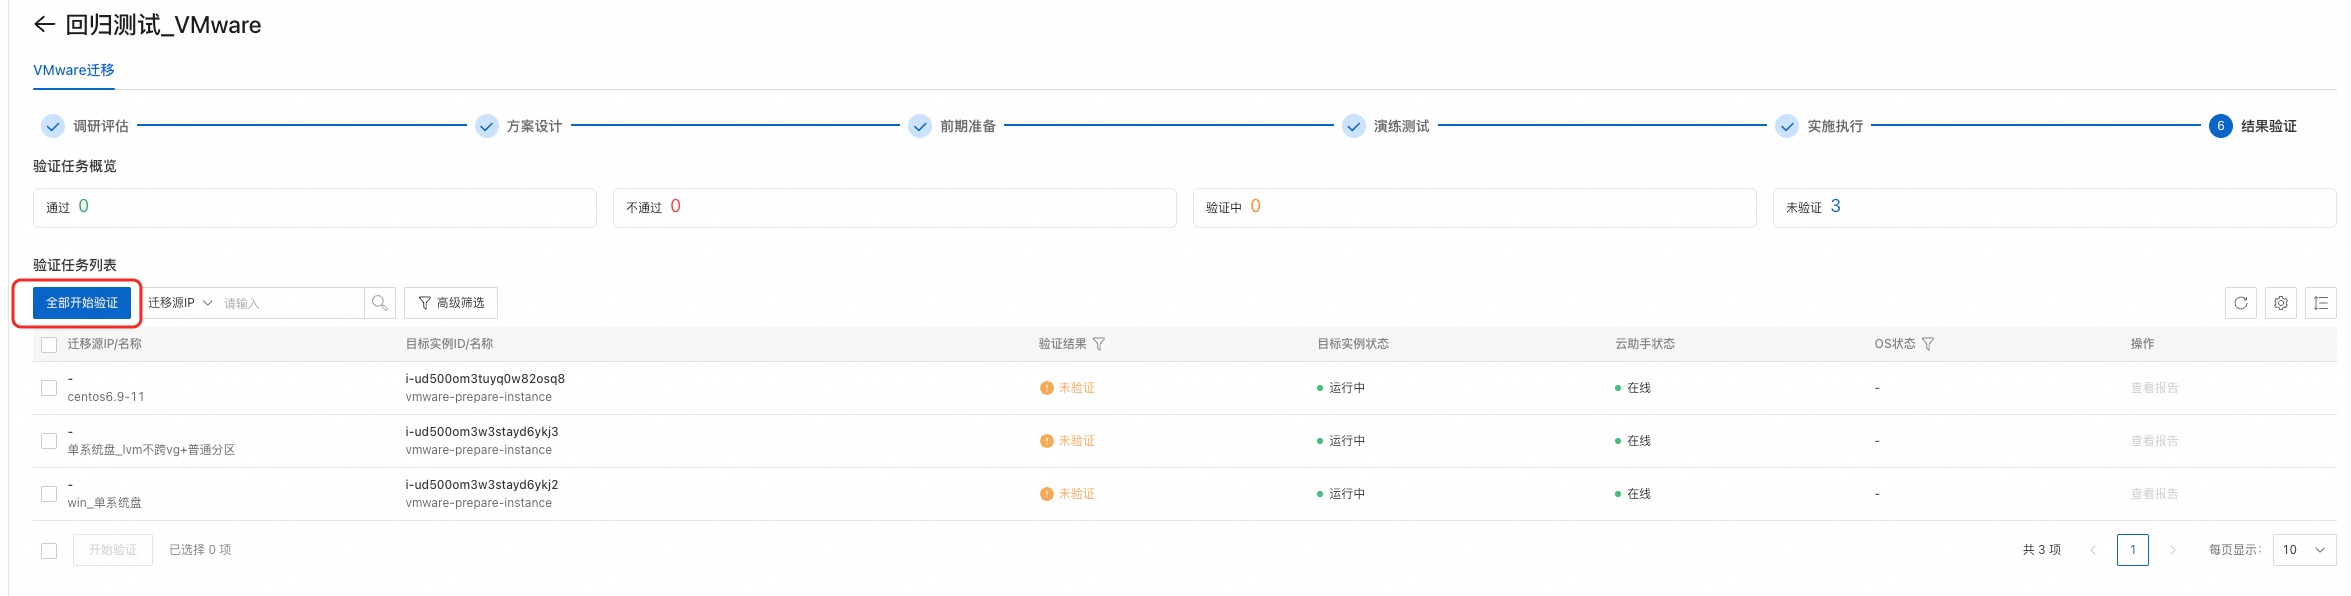 回归测试_VMware
VMware迁移
调研评估 方案设计 前期准备 演练测试 实施执行 6 结果验证
验证任务概览
通过 0 不通过 0 验证中 0 未验证 3
验证任务列表
全部开始验证 迁移源IP 请输入 高级筛选
迁移源IP/名称 目标实例ID/名称 验证结果 目标实例状态 云助手状态 OS状态 操作
- i-ud500om3tuyq0w82osq8 未验证 运行中 在线 - 查看报告
centos6.9-11 vmware-prepare-instance
- i-ud500om3w3stayd6ykj3 未验证 运行中 在线 - 查看报告
单系统盘_lvm不跨vg+普通分区 vmware-prepare-instance
- i-ud500om3w3stayd6ykj2 未验证 运行中 在线 - 查看报告
win_单系统盘 vmware-prepare-instance
开始验证 已选择 0 项 共 3 项 1 每页显示: 10